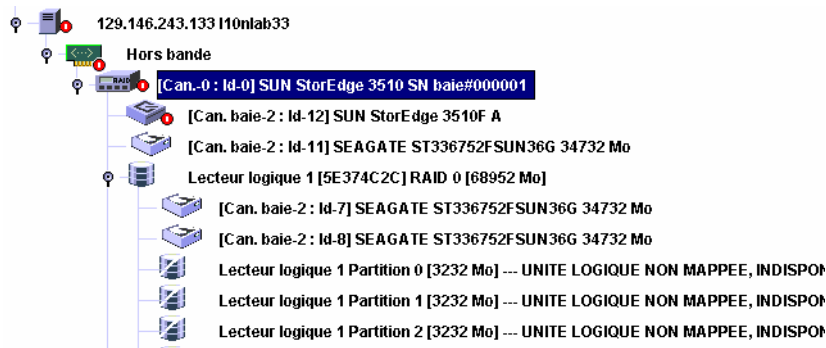 129.146.243.133 l10nlab33
Hors bande
RAID
[Can.-0 : Id-0] SUN StorEdge 3510 SN baie#000001
[Can. baie-2 : Id-12] SUN StorEdge 3510F A
[Can. baie-2 : Id-11] SEAGATE ST336752FSUN36G 34732 Mo
Lecteur logique 1 [5E374C2C] RAID 0 [68952 Mo]
[Can. baie-2 : Id-7] SEAGATE ST336752FSUN36G 34732 Mo
[Can. baie-2 : Id-8] SEAGATE ST336752FSUN36G 34732 Mo
Lecteur logique 1 Partition 0 [3232 Mo] --- UNITE LOGIQUE NON MAPPEE, INDISPON
Lecteur logique 1 Partition 1 [3232 Mo] --- UNITE LOGIQUE NON MAPPEE, INDISPON
Lecteur logique 1 Partition 2 [3232 Mo] --- UNITE LOGIQUE NON MAPPEE, INDISPON